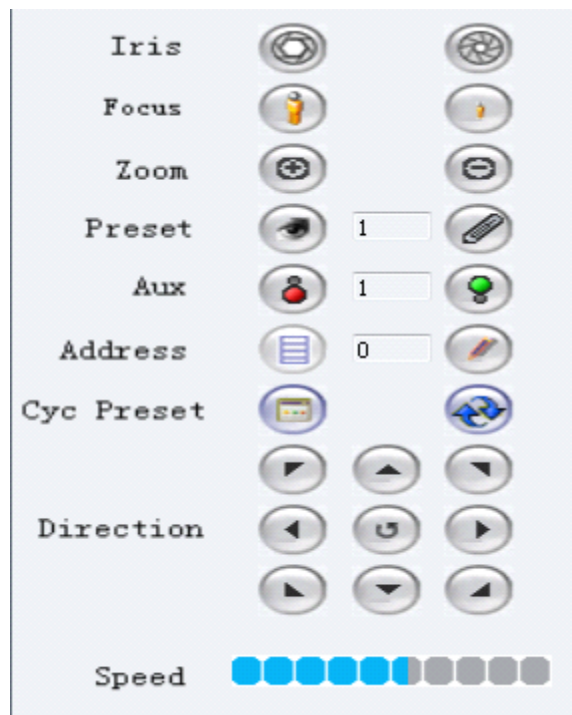 Iris
Focus
Zoom
Preset 1
Aux 1
Address 0
Cyc Preset
Direction
Speed